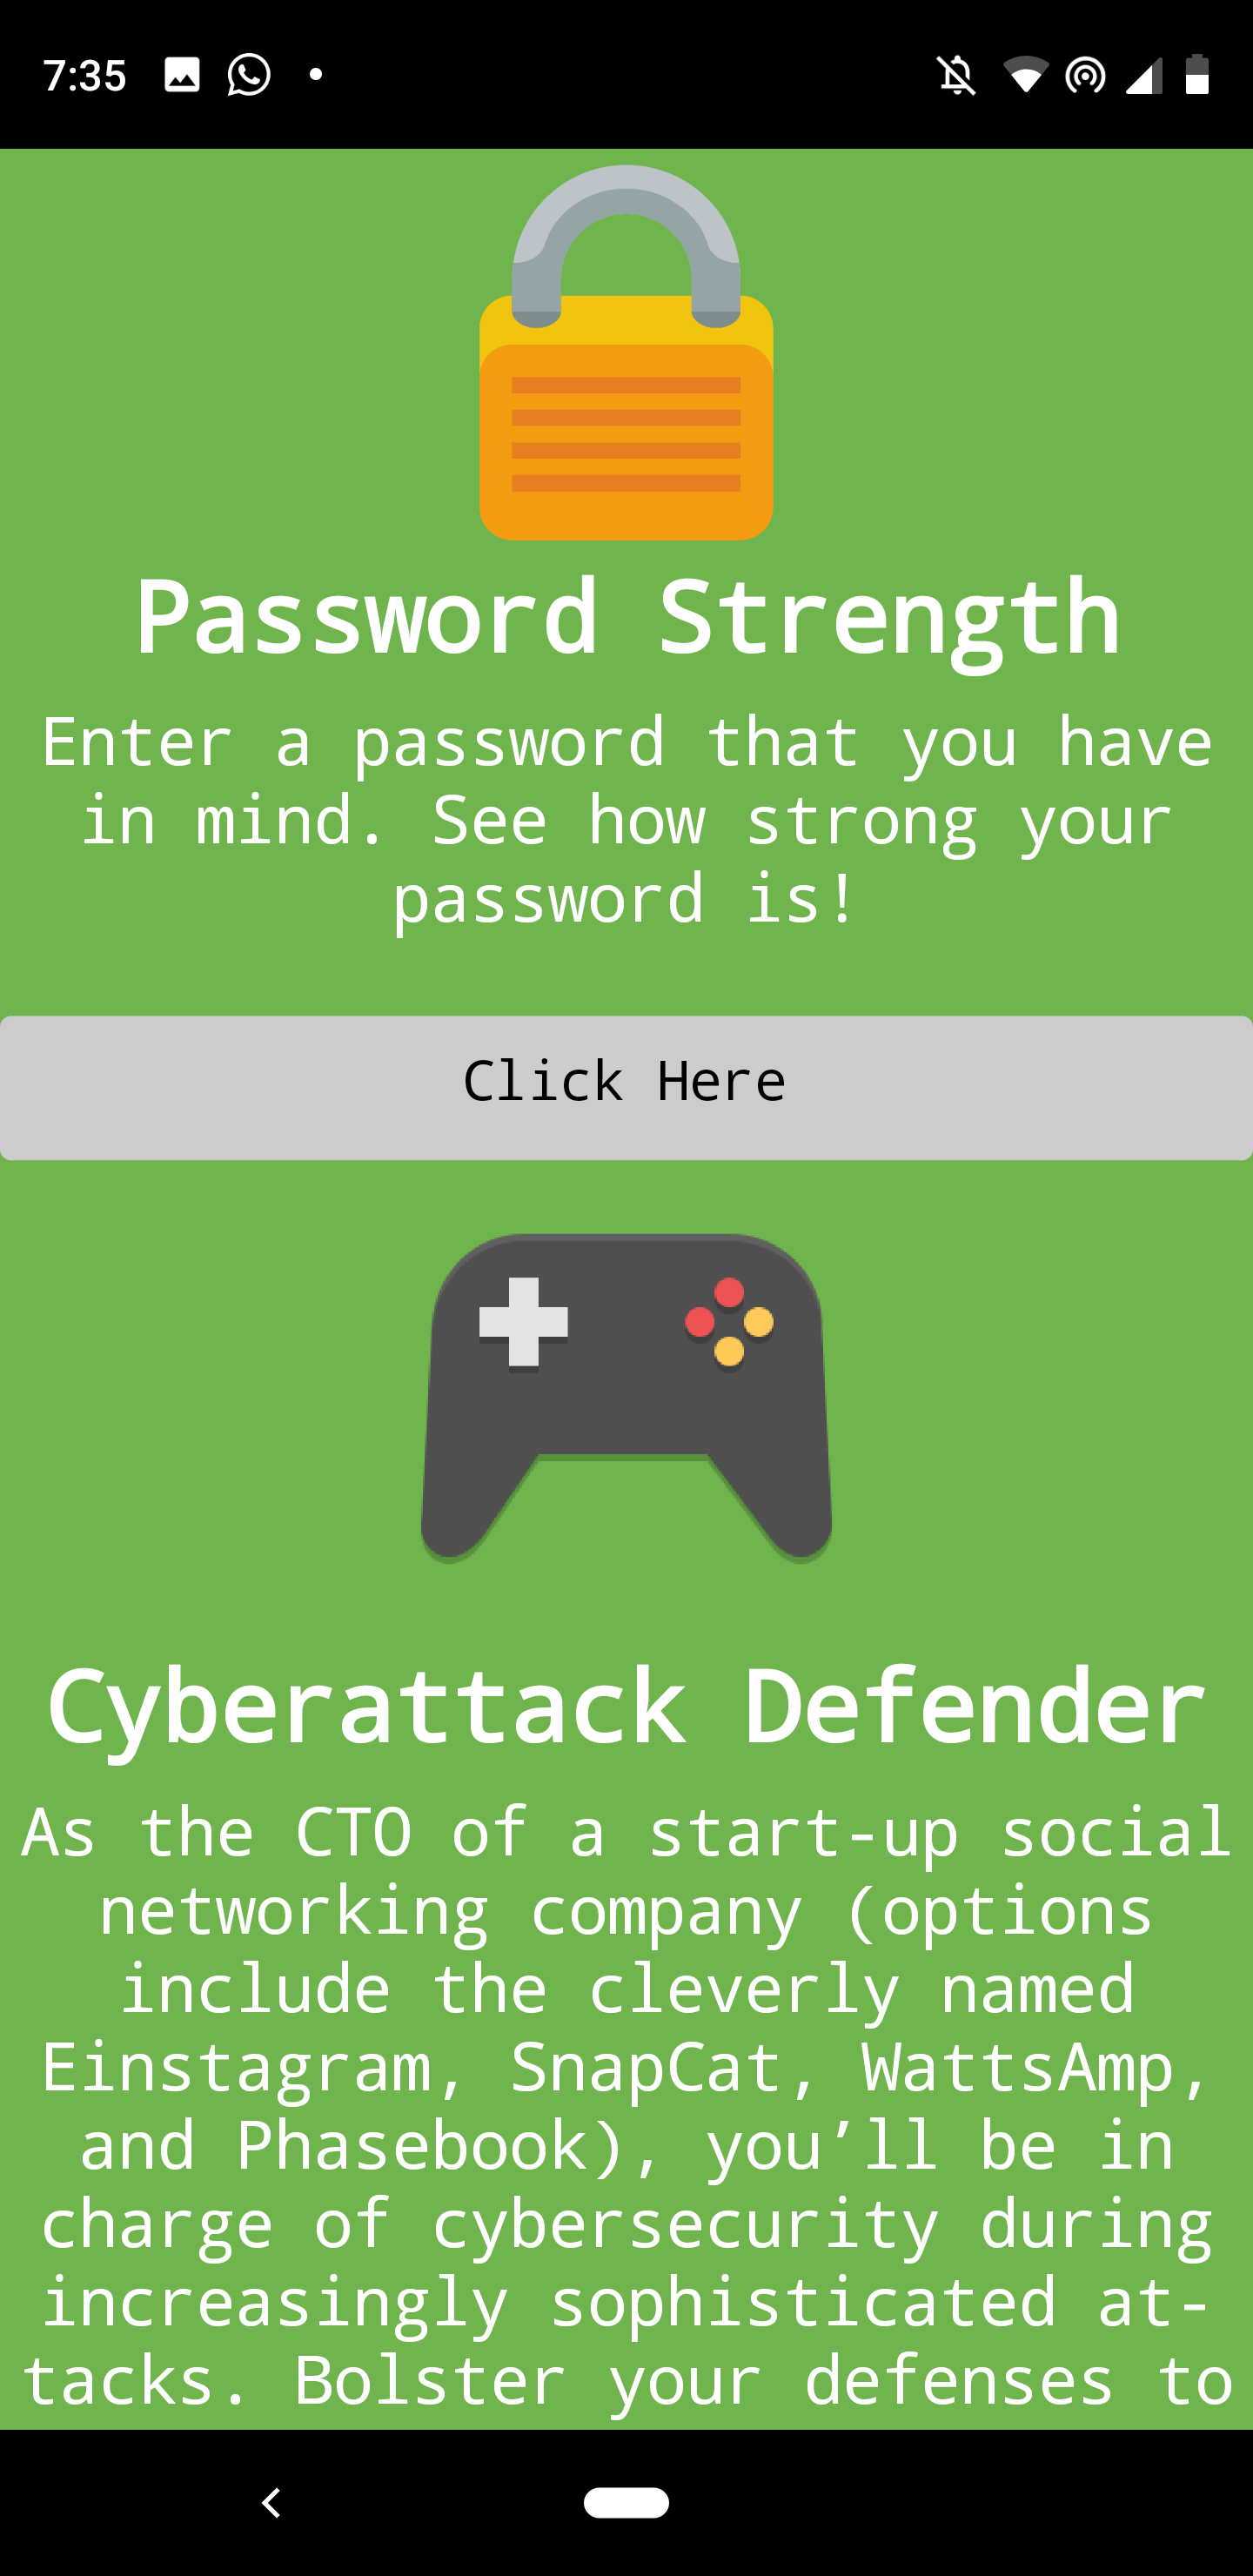 7:35
Password Strength
Enter a password that you have
in mind. See how strong your
password is!
Click Here
Cyberattack Defender
As the CTO of a start-up social
networking company (options
include the cleverly named
Einstagram, SnapCat, WattsAmp,
and Phasebook), you’ll be in
charge of cybersecurity during
increasingly sophisticated at-
tacks. Bolster your defenses to